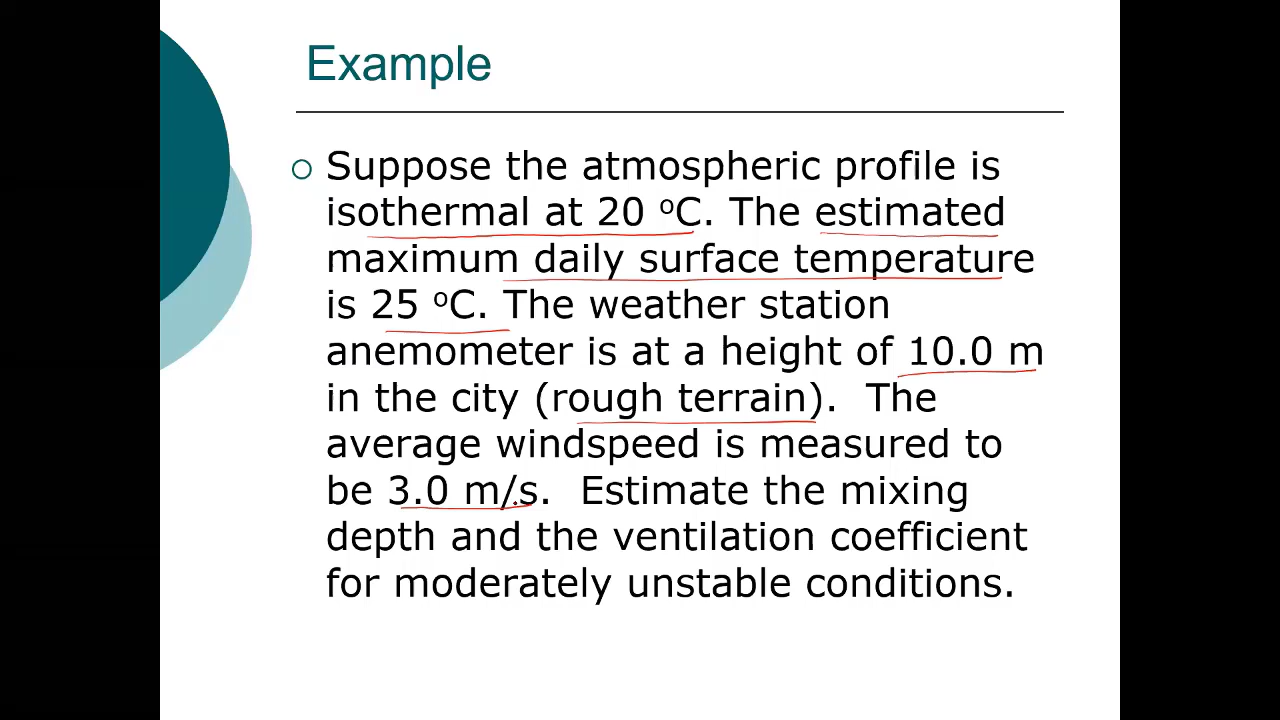 Example
Suppose the atmospheric profile is
isothermal at 20 ºC. The estimated
maximum daily surface temperature
is 25 ºC. The weather station
anemometer is at a height of 10.0 m
in the city (rough terrain).  The
average windspeed is measured to
be 3.0 m/s.  Estimate the mixing
depth and the ventilation coefficient
for moderately unstable conditions.